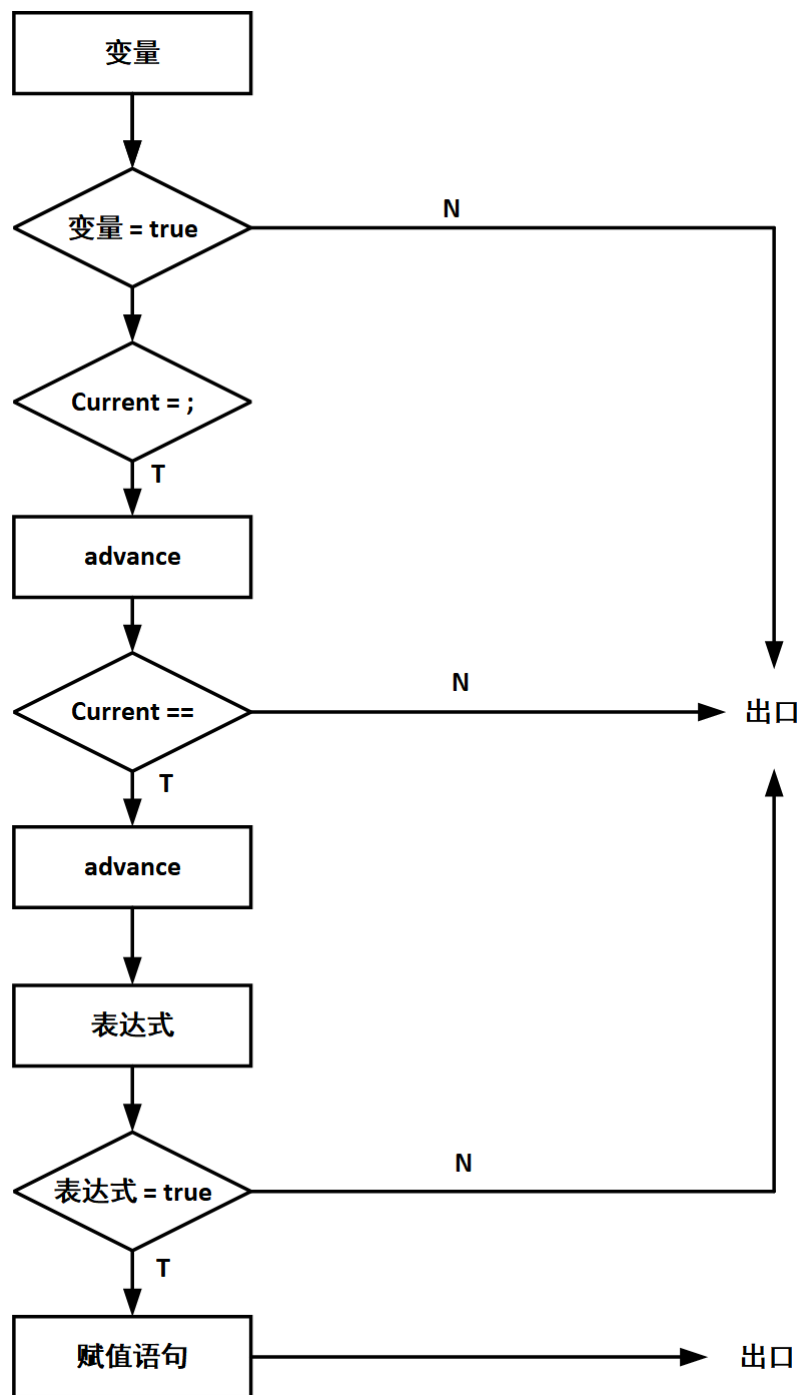 变量
变量 = true
N
Current = ;
T
advance
Current ==
N
出口
T
advance
表达式
表达式 = true
N
T
赋值语句
出口